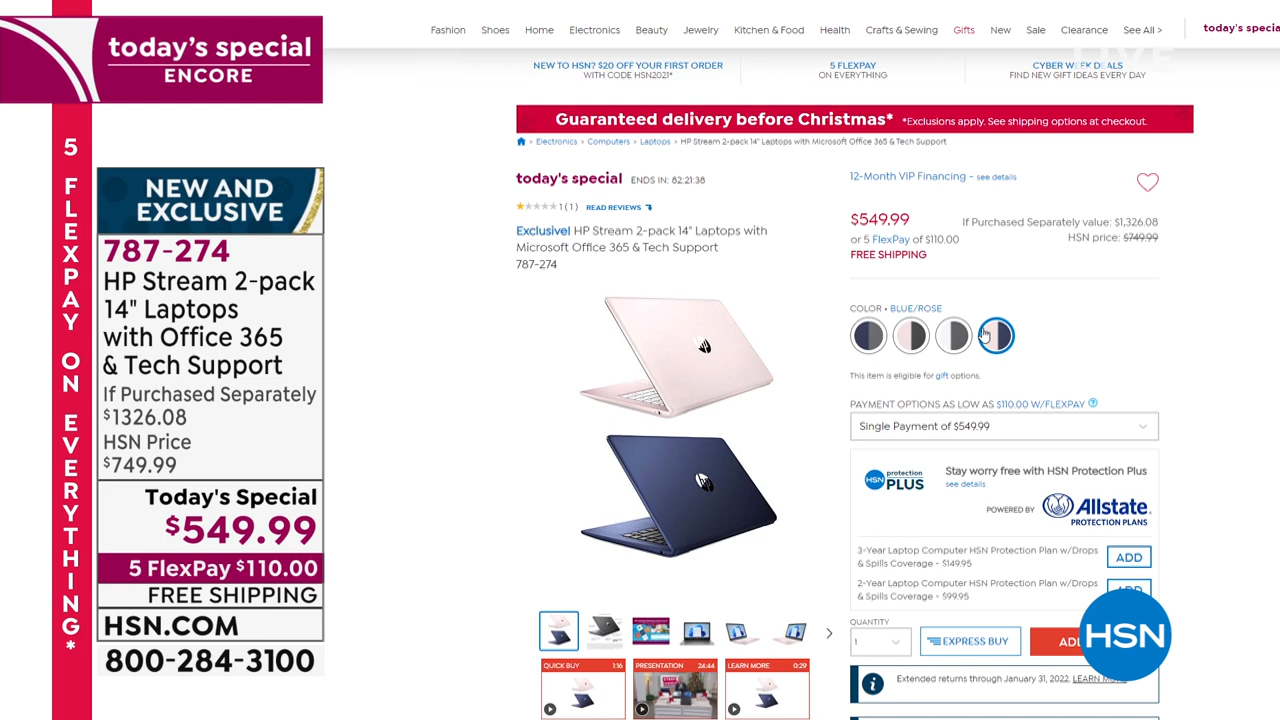 today's special
ENCORE
5 FLEXPAY ON EVERYTHING*
NEW AND
EXCLUSIVE
787-274
HP Stream 2-pack
14" Laptops
with Office 365
& Tech Support
If Purchased Separately
$1326.08
HSN Price
$749.99
Today's Special
$549.99
5 FlexPay $110.00
FREE SHIPPING
HSN.COM
800-284-3100
Fashion Shoes Home Electronics Beauty Jewelry Kitchen & Food Health Crafts & Sewing Gifts New Sale Clearance See All > today's specia
LIVE
NEW TO HSN? $20 OFF YOUR FIRST ORDER
WITH CODE HSN2021*
5 FLEXPAY
ON EVERYTHING
CYBER WEEK DEALS
FIND NEW GIFT IDEAS EVERY DAY
Guaranteed delivery before Christmas* *Exclusions apply. See shipping options at checkout.
> Electronics > Computers > Laptops > HP Stream 2-pack 14" Laptops with Microsoft Office 365 & Tech Support
today's special ENDS IN: 82:21:38
1 (1) READ REVIEWS
Exclusive! HP Stream 2-pack 14" Laptops with
Microsoft Office 365 & Tech Support
787-274
hp
hp
QUICK BUY 1:16
PRESENTATION 24:44
LEARN MORE 0:29
12-Month VIP Financing - see details
$549.99
If Purchased Separately value: $1,326.08
or 5 FlexPay of $110.00
HSN price: $749.99
FREE SHIPPING
COLOR • BLUE/ROSE
This item is eligible for gift options.
PAYMENT OPTIONS AS LOW AS $110.00 W/FLEXPAY ?
Single Payment of $549.99
HSN protection PLUS
Stay worry free with HSN Protection Plus
see details
POWERED BY Allstate.
PROTECTION PLANS
3-Year Laptop Computer HSN Protection Plan w/Drops
& Spills Coverage - $149.95
ADD
2-Year Laptop Computer HSN Protection Plan w/Drops
& Spills Coverage - $99.95
ADD
QUANTITY
1
EXPRESS BUY
HSN
Extended returns through January 31, 2022. LEARN